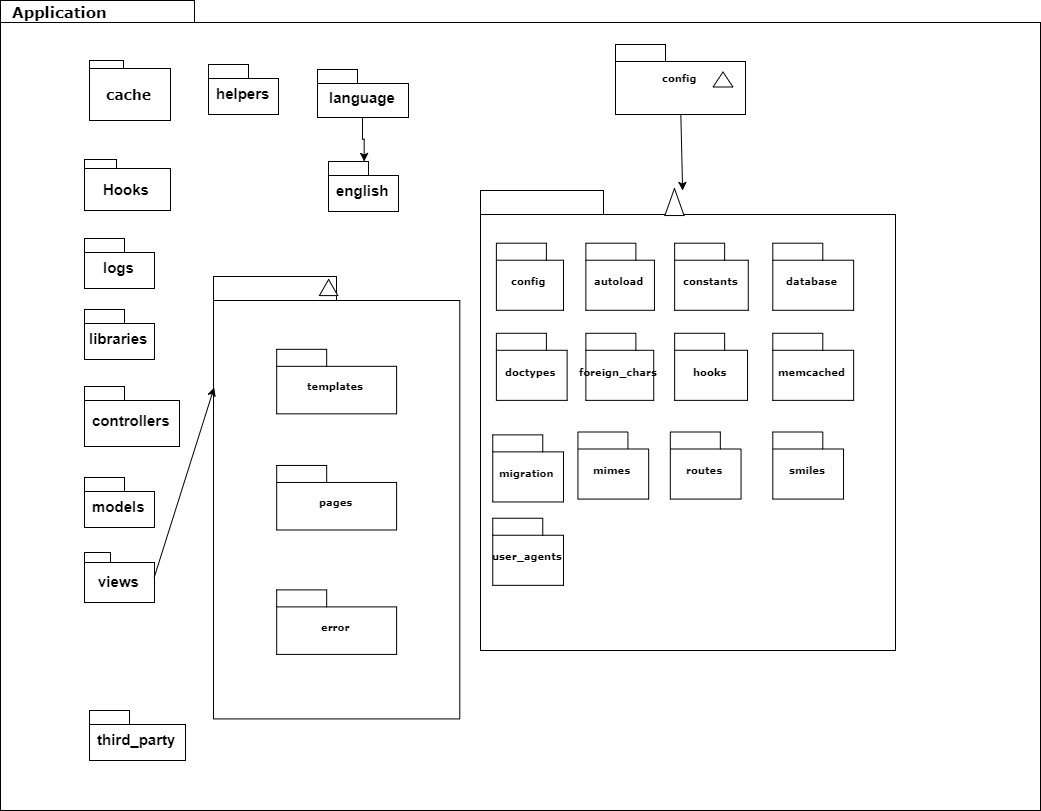 Application
cache
helpers
language
config
Hooks
english
logs
libraries
controllers
models
views
third_party
templates
pages
error
config
autoload
constants
database
doctypes
foreign_chars
hooks
memcached
migration
mimes
routes
smiles
user_agents